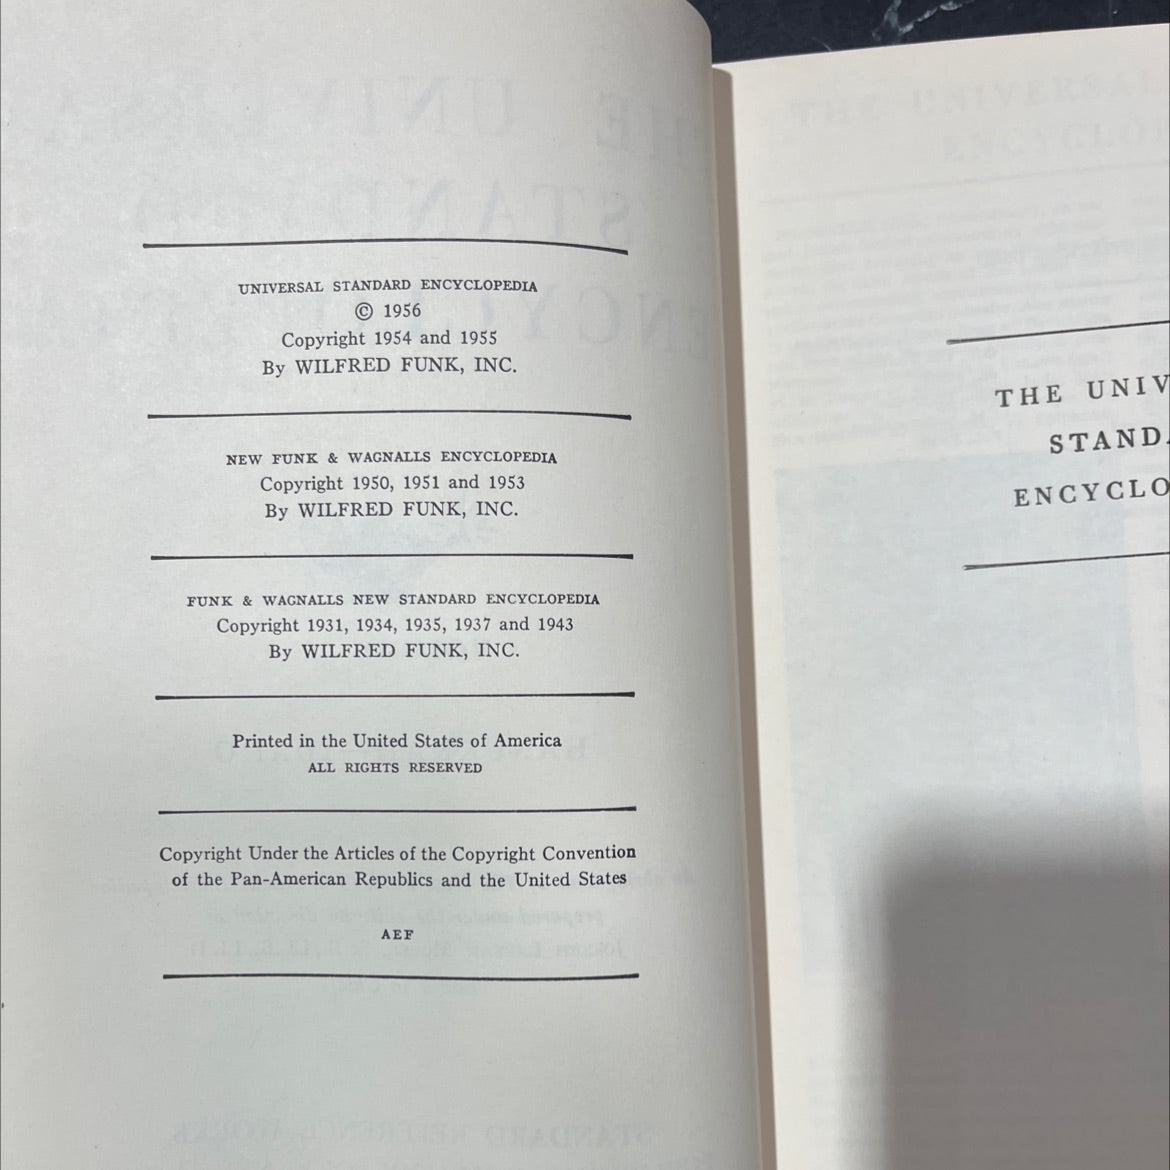 UNIVERSAL STANDARD ENCYCLOPEDIA
© 1956
Copyright 1954 and 1955
By WILFRED FUNK, INC.
NEW FUNK & WAGNALLS ENCYCLOPEDIA
Copyright 1950, 1951 and 1953
By WILFRED FUNK, INC.
FUNK & WAGNALLS NEW STANDARD ENCYCLOPEDIA
Copyright 1931, 1934, 1935, 1937 and 1943
By WILFRED FUNK, INC.
Printed in the United States of America
ALL RIGHTS RESERVED
Copyright Under the Articles of the Copyright Convention
of the Pan-American Republics and the United States
AEF
THE UNIV
STANDA
ENCYCLO